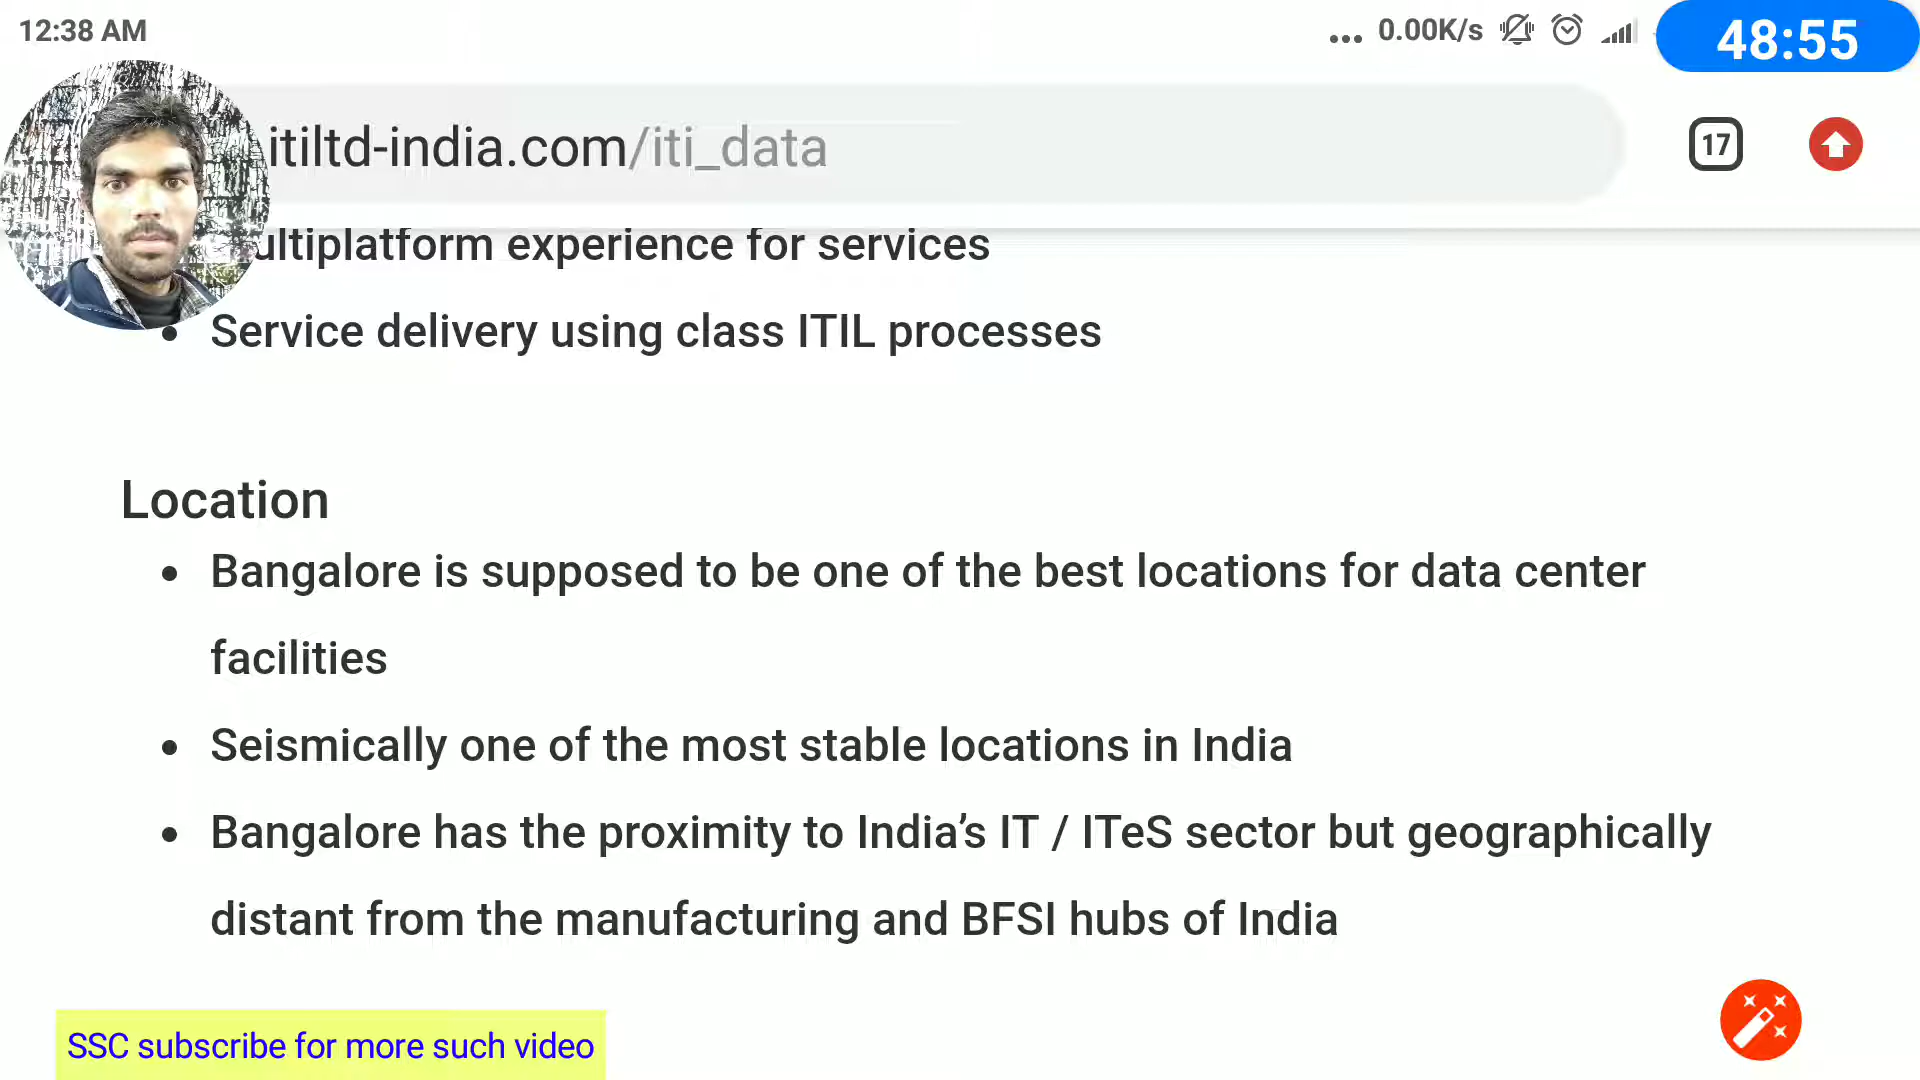 12:38 AM
... 0.00K/s
48:55
itiltd-india.com/iti_data
17
ultiplatform experience for services
• Service delivery using class ITIL processes
Location
• Bangalore is supposed to be one of the best locations for data center
facilities
• Seismically one of the most stable locations in India
• Bangalore has the proximity to India’s IT / ITeS sector but geographically
distant from the manufacturing and BFSI hubs of India
SSC subscribe for more such video